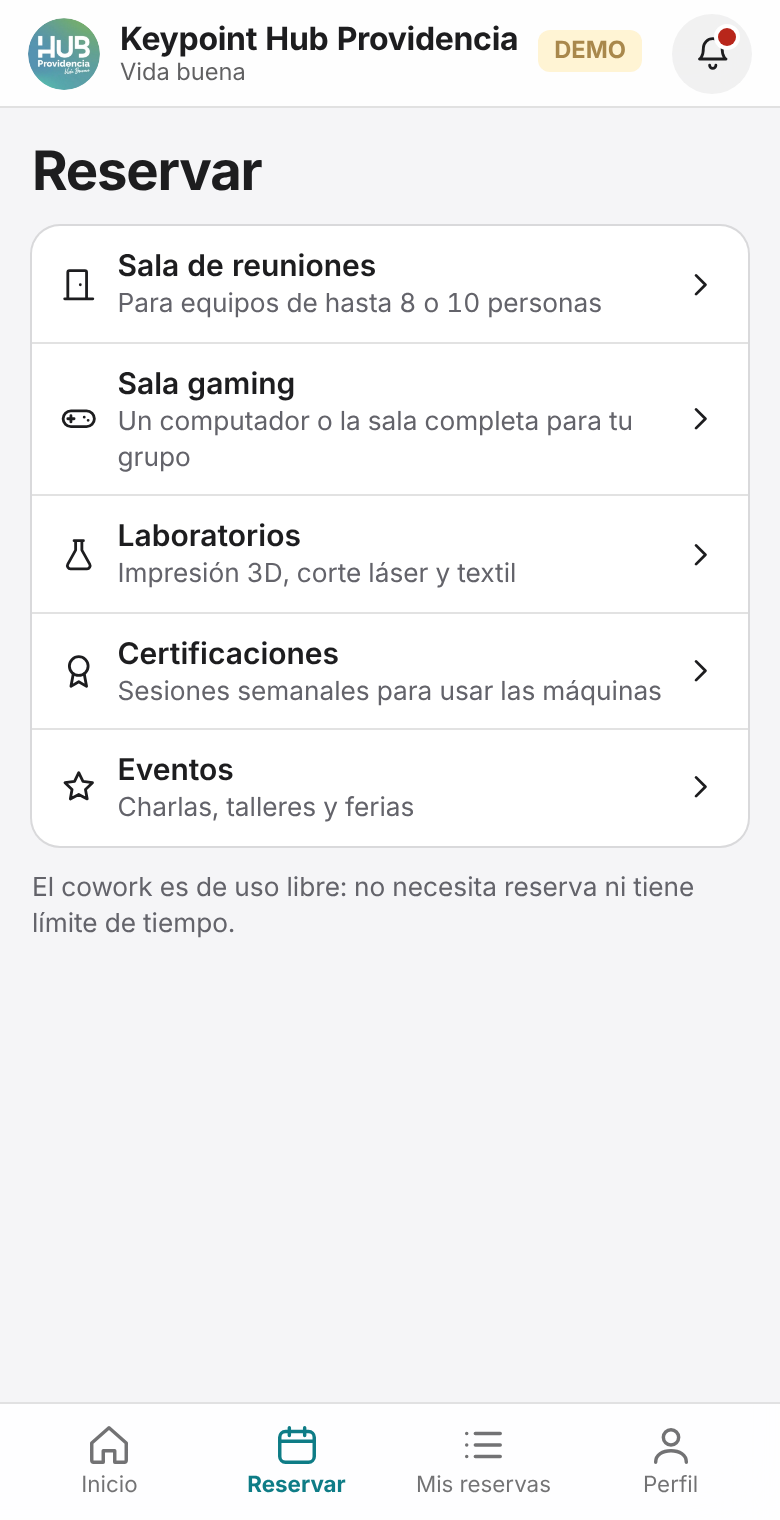 HUB
Providencia
Vida Buena
Keypoint Hub Providencia
Vida buena
DEMO
Reservar
Sala de reuniones
Para equipos de hasta 8 o 10 personas
Sala gaming
Un computador o la sala completa para tu
grupo
Laboratorios
Impresión 3D, corte láser y textil
Certificaciones
Sesiones semanales para usar las máquinas
Eventos
Charlas, talleres y ferias
El cowork es de uso libre: no necesita reserva ni tiene
límite de tiempo.
Inicio
Reservar
Mis reservas
Perfil